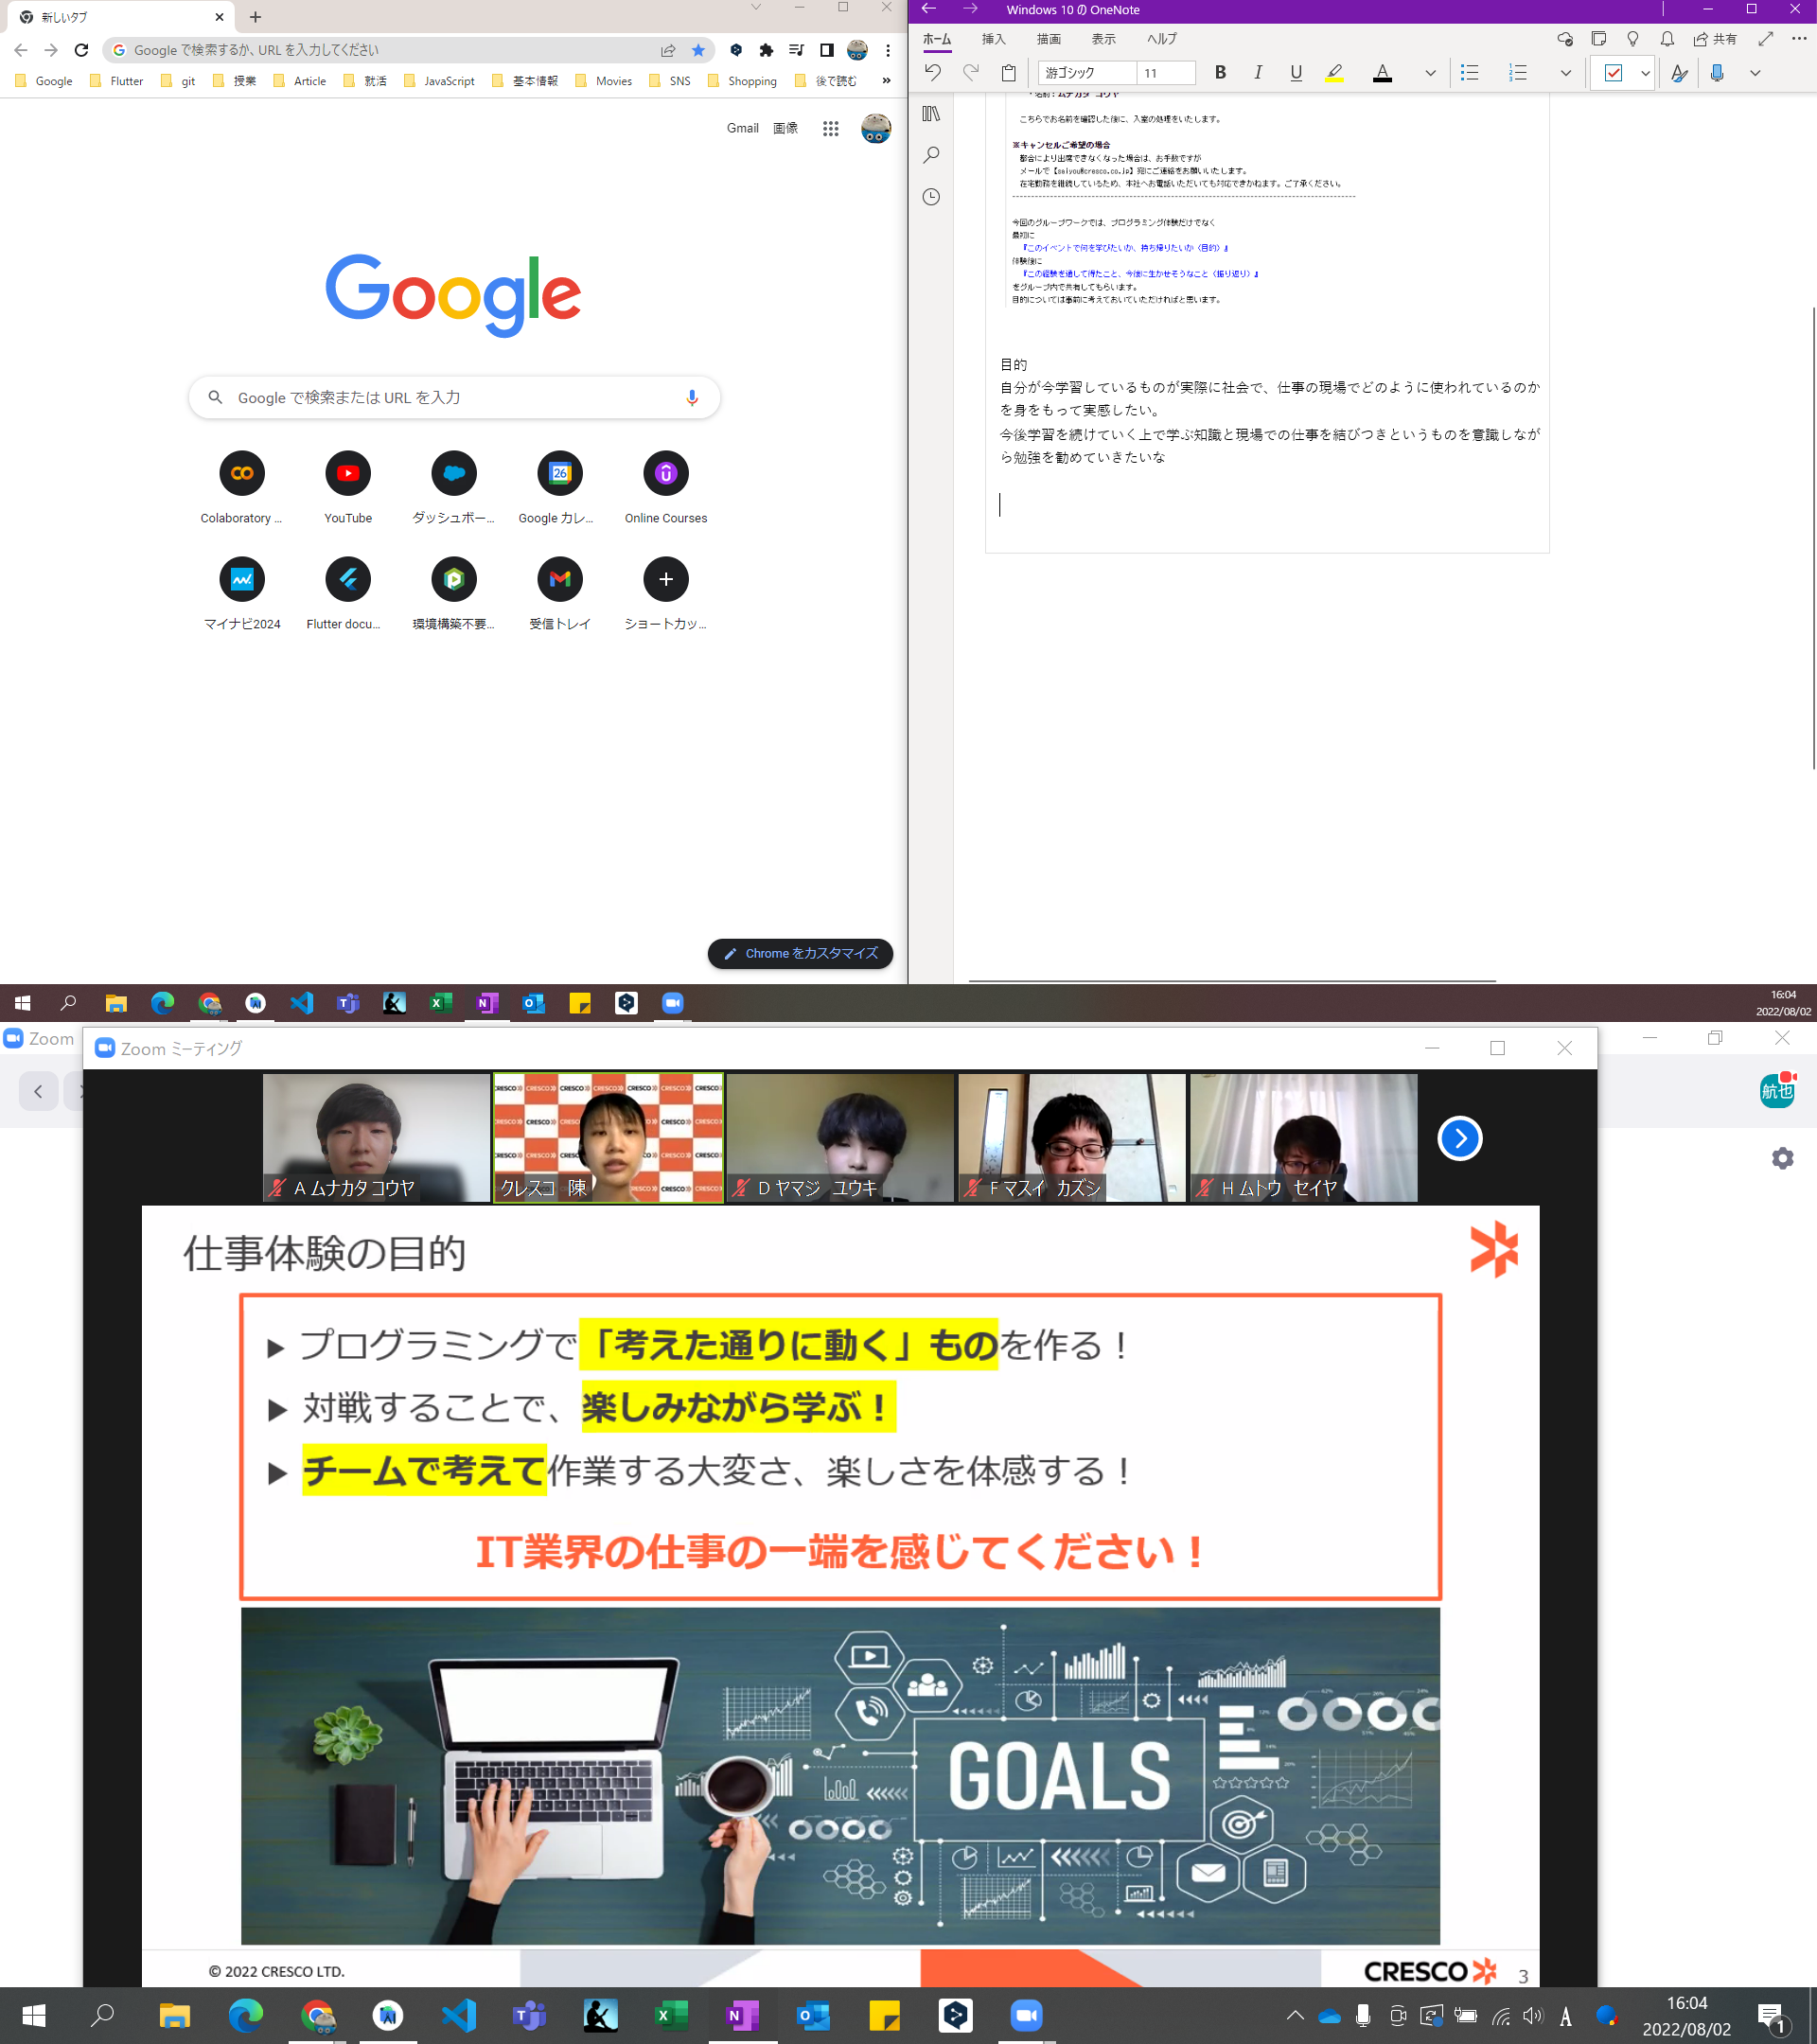 新しいタブ
Google で検索するか、URL を入力してください
Google
Flutter
git
授業
Article
就活
JavaScript
基本情報
Movies
SNS
Shopping
後で読む
»
Gmail
画像
Google
Google で検索または URL を入力
Colaboratory ...
YouTube
ダッシュボー...
Google カレ...
Online Courses
マイナビ2024
Flutter docu...
環境構築不要...
受信トレイ
ショートカッ...
Chrome をカスタマイズ
Windows 10 の OneNote
ホーム
挿入
描画
表示
ヘルプ
共有
游ゴシック
11
B
I
U
A
・名前:ムナカタ コウヤ
こちらでお名前を確認した後に、入室の処理をいたします。
※キャンセルご希望の場合
都合により出席できなくなった場合は、お手数ですが
メールで【saiyou@cresco.co.jp】宛にご連絡をお願いいたします。
在宅勤務を継続しているため、本社へお電話いただいても対応できかねます。ご了承ください。
今回のグループワークでは、プログラミング体験だけでなく
最初に
『このイベントで何を学びたいか、持ち帰りたいか(目的)』
体験後に
『この経験を通して得たこと、今後に生かせそうなこと(振り返り)』
をグループ内で共有してもらいます。
目的については事前に考えておいていただければと思います。
目的
自分が今学習しているものが実際に社会で、仕事の現場でどのように使われているのか
を身をもって実感したい。
今後学習を続けていく上で学ぶ知識と現場での仕事を結びつきというものを意識しなが
ら勉強を勧めていきたいな
16:04
2022/08/02
Zoom
Zoom ミーティング
航也
A ムナカタ コウヤ
クレスコ 陳
D ヤマジ ユウキ
F マスイ カズシ
H ムトウ セイヤ
仕事体験の目的
▶ プログラミングで「考えた通りに動く」ものを作る！
▶ 対戦することで、楽しみながら学ぶ！
▶ チームで考えて作業する大変さ、楽しさを体感する！
IT業界の仕事の一端を感じてください！
GOALS
© 2022 CRESCO LTD.
CRESCO
3
A
16:04
2022/08/02
1